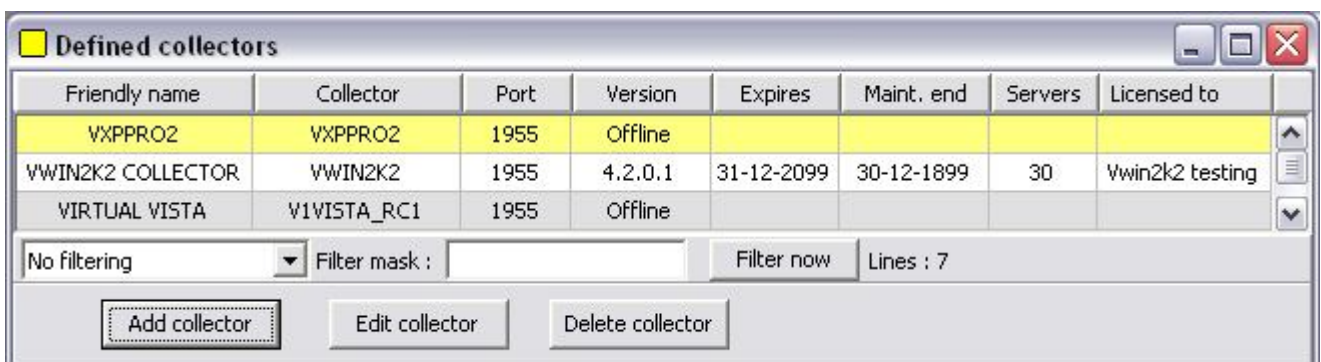 Defined collectors
Friendly name Collector Port Version Expires Maint. end Servers Licensed to
VXPPRO2 VXPPRO2 1955 Offline
VWIN2K2 COLLECTOR VWIN2K2 1955 4.2.0.1 31-12-2099 30-12-1899 30 Vwin2k2 testing
VIRTUAL VISTA V1VISTA_RC1 1955 Offline
No filtering Filter mask : Filter now Lines : 7
Add collector Edit collector Delete collector